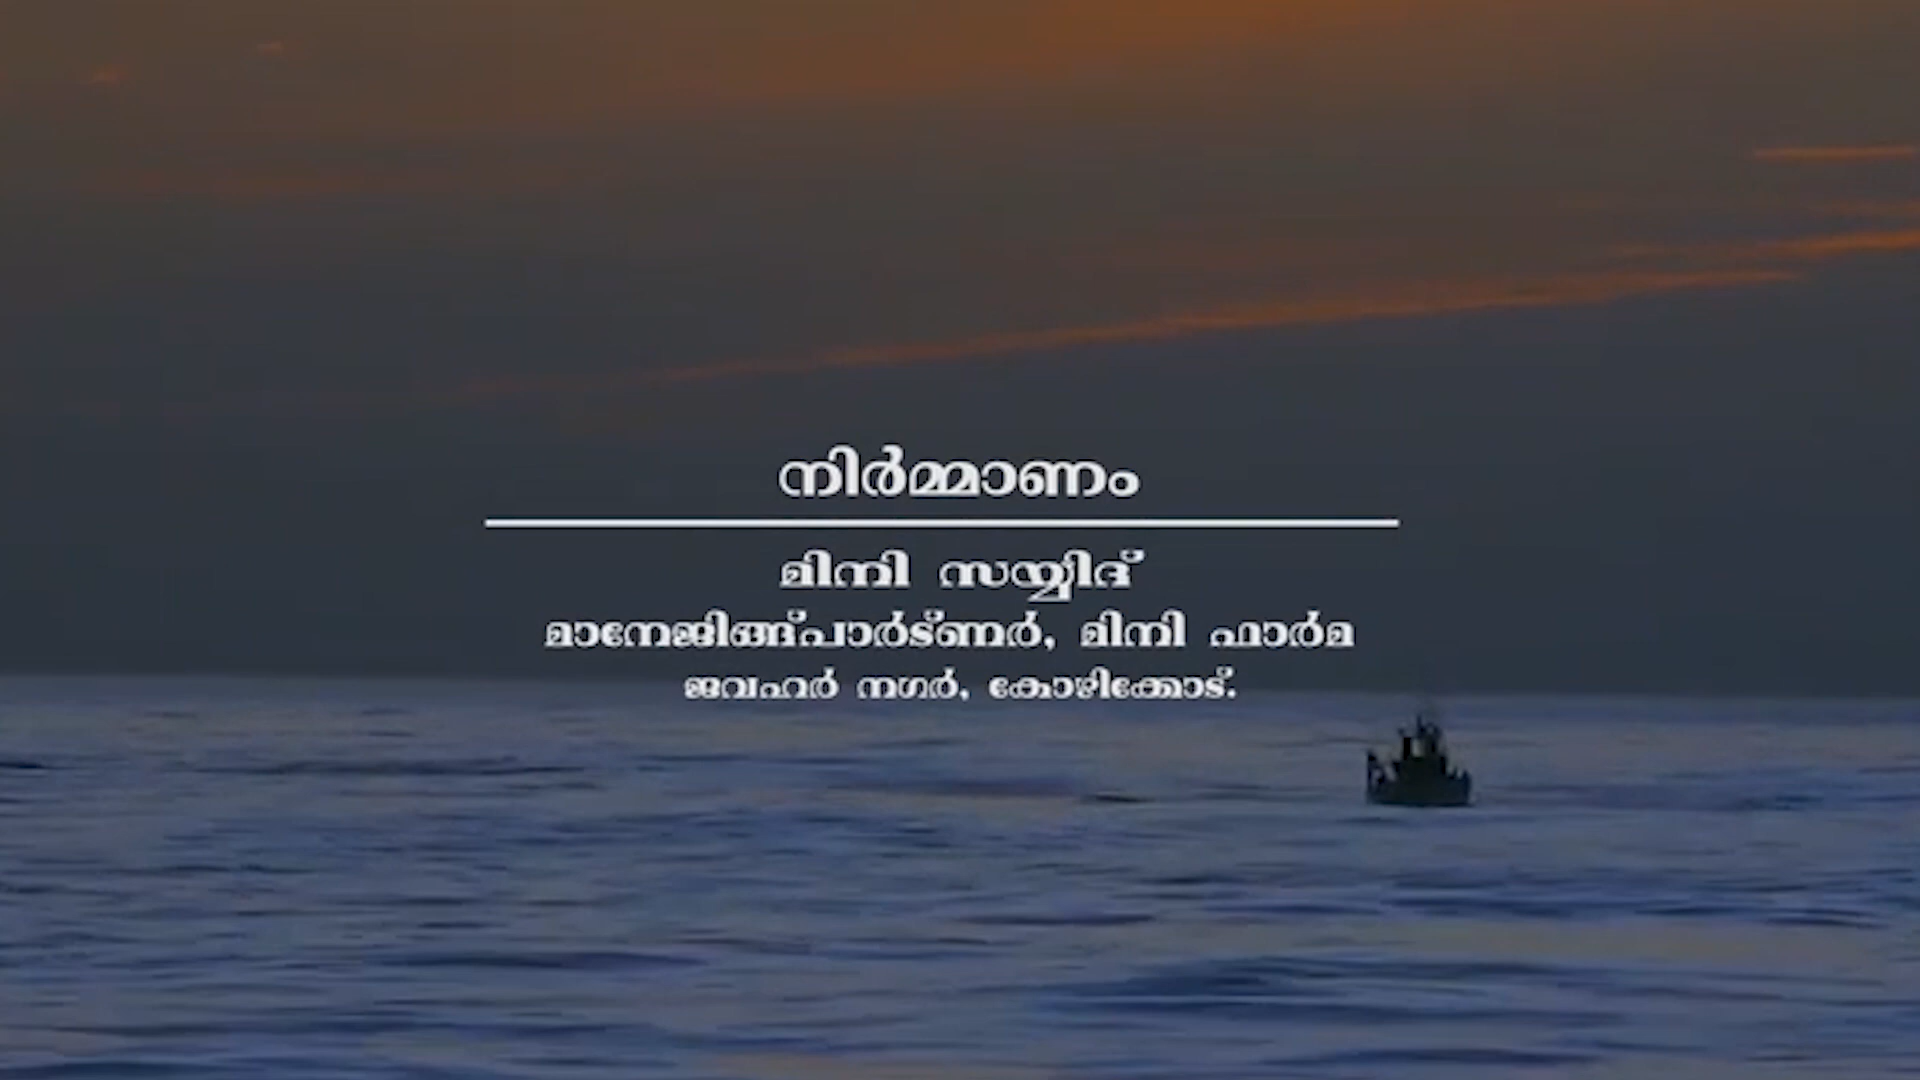 നിർമ്മാണം
മിനി സയ്യിദ്
മാനേജിങ്ങ്പാർട്ണർ, മിനി ഫാർമ
ജവഹർ നഗർ, കോഴിക്കോട്.